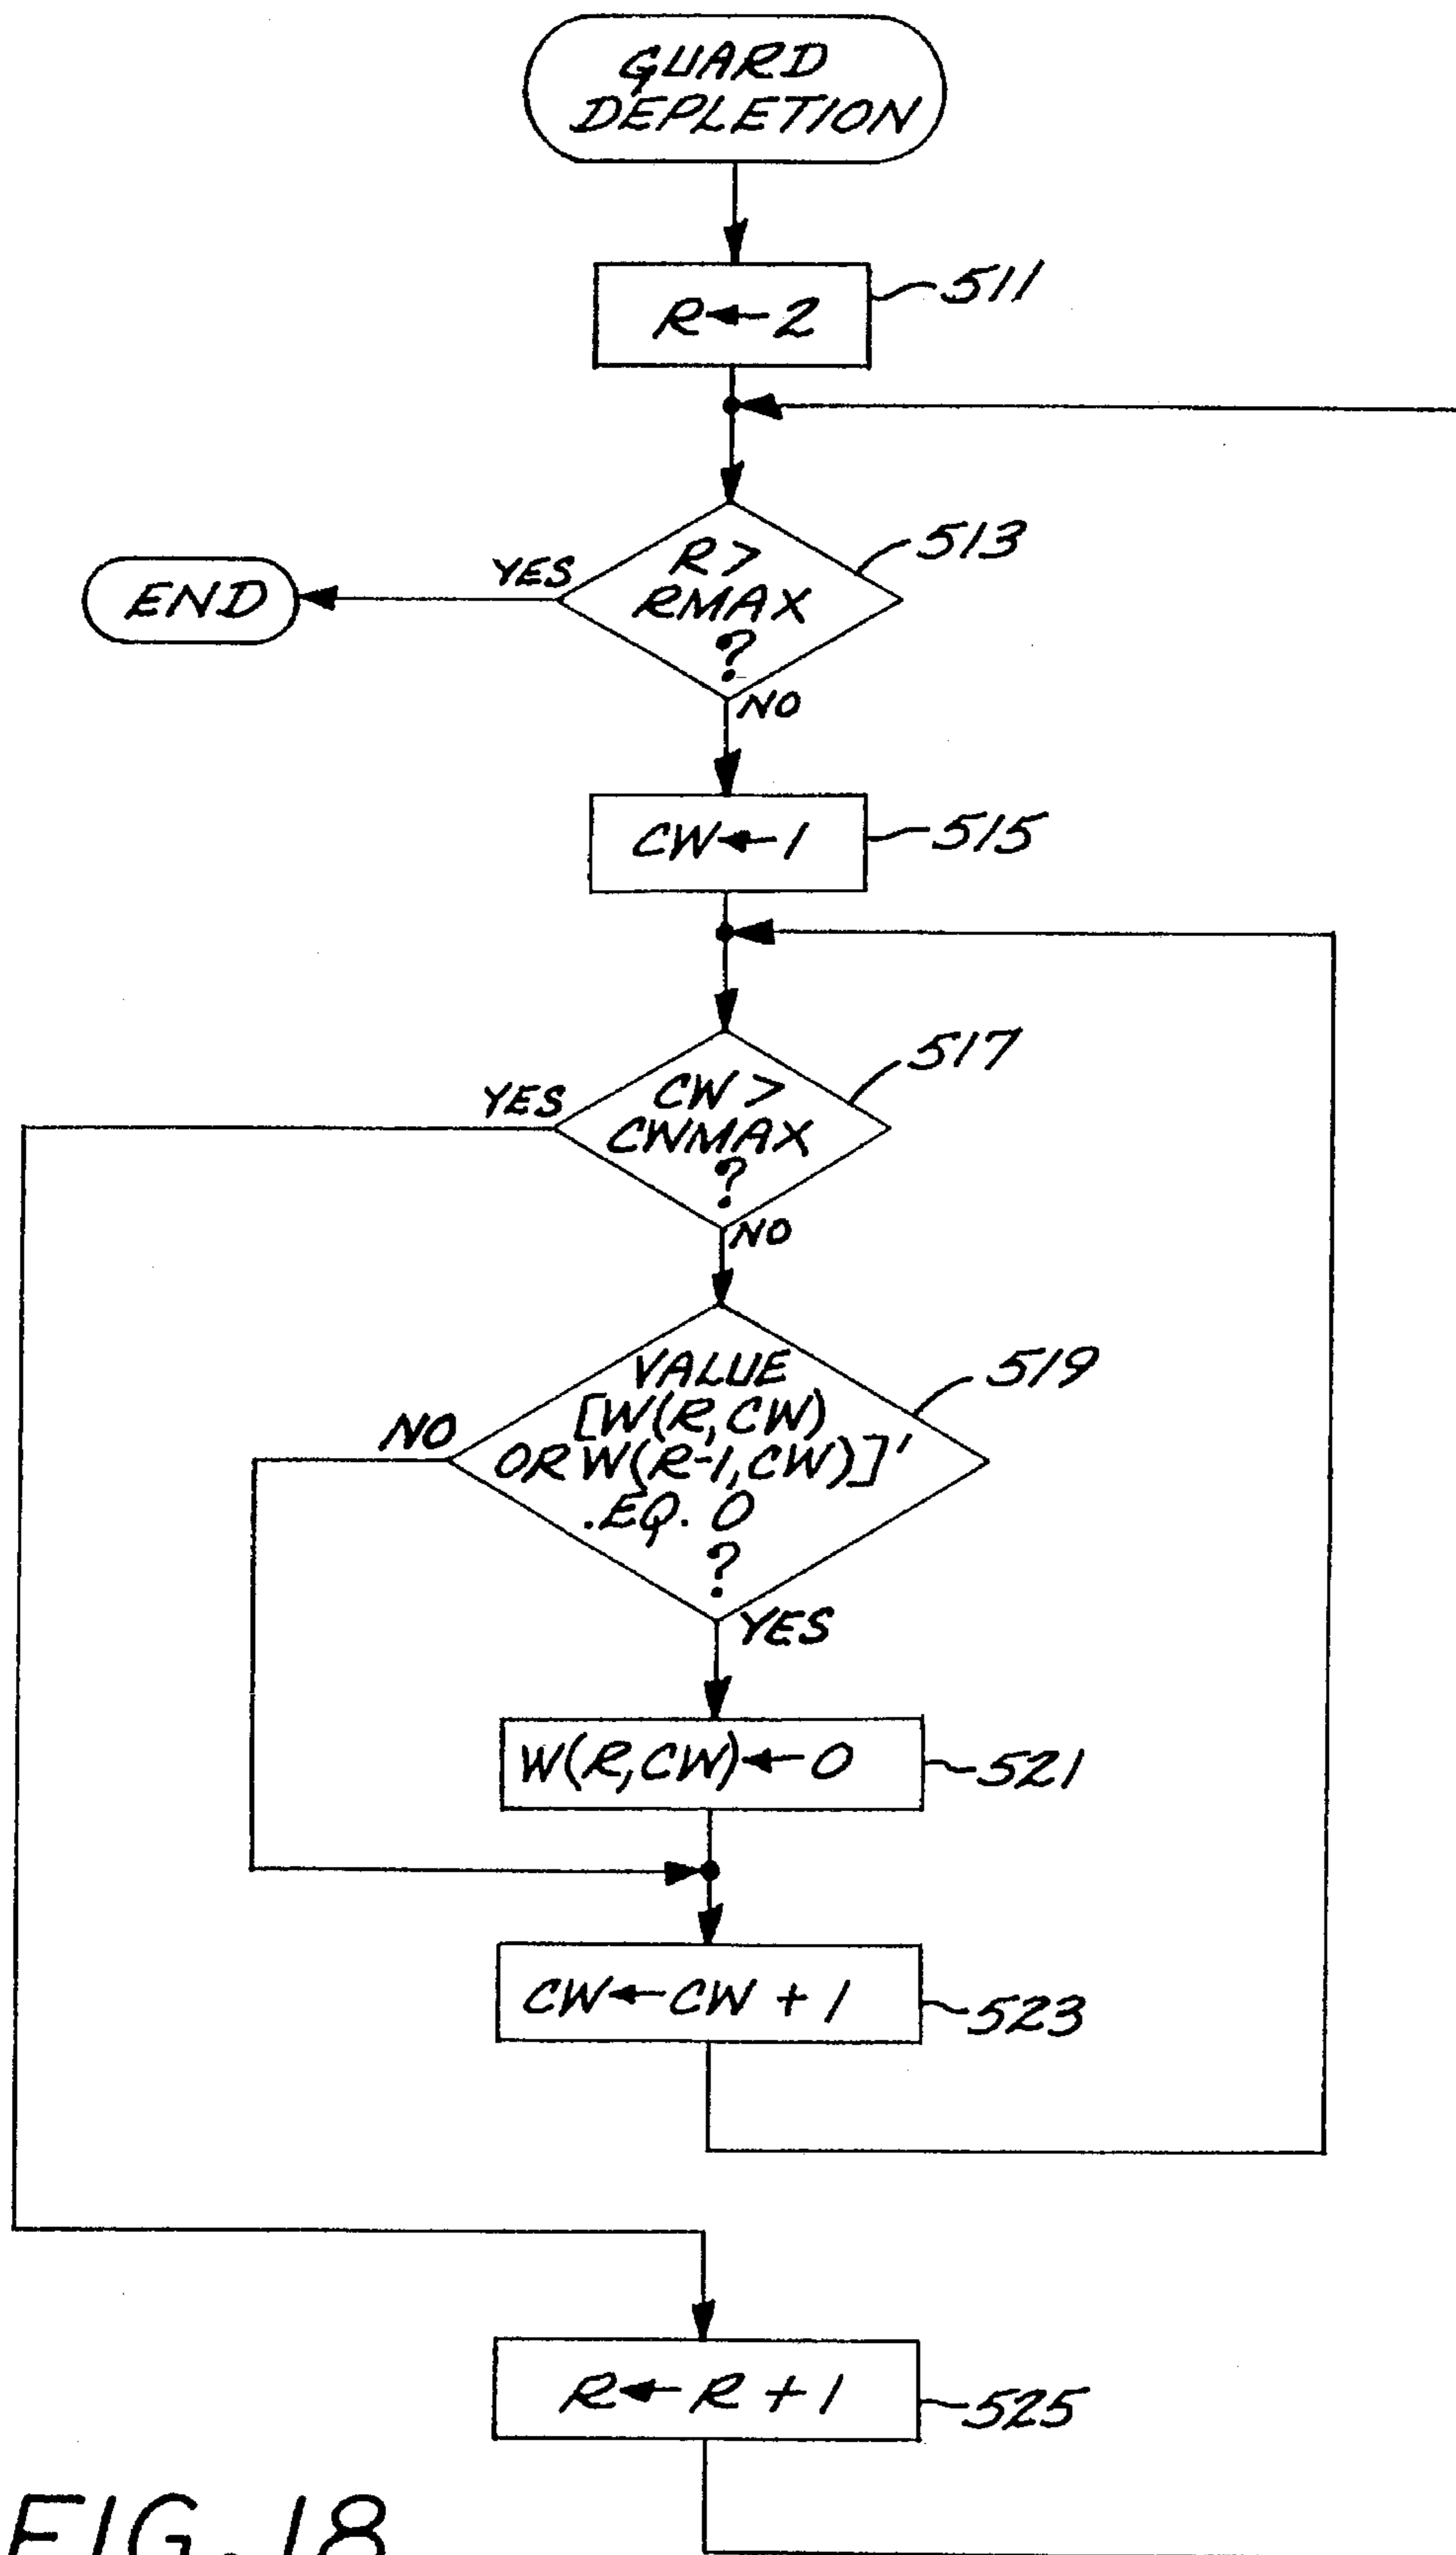 GUARD
DEPLETION
R←2
511
R>
RMAX
?
513
YES
END
NO
CW←1
515
CW >
CWMAX
?
517
YES
NO
VALUE
[W(R,CW)
OR W(R-1,CW)]'
.EQ. 0
?
519
NO
YES
W(R,CW)←0
521
CW←CW + 1
523
R←R + 1
525
FIG. 18